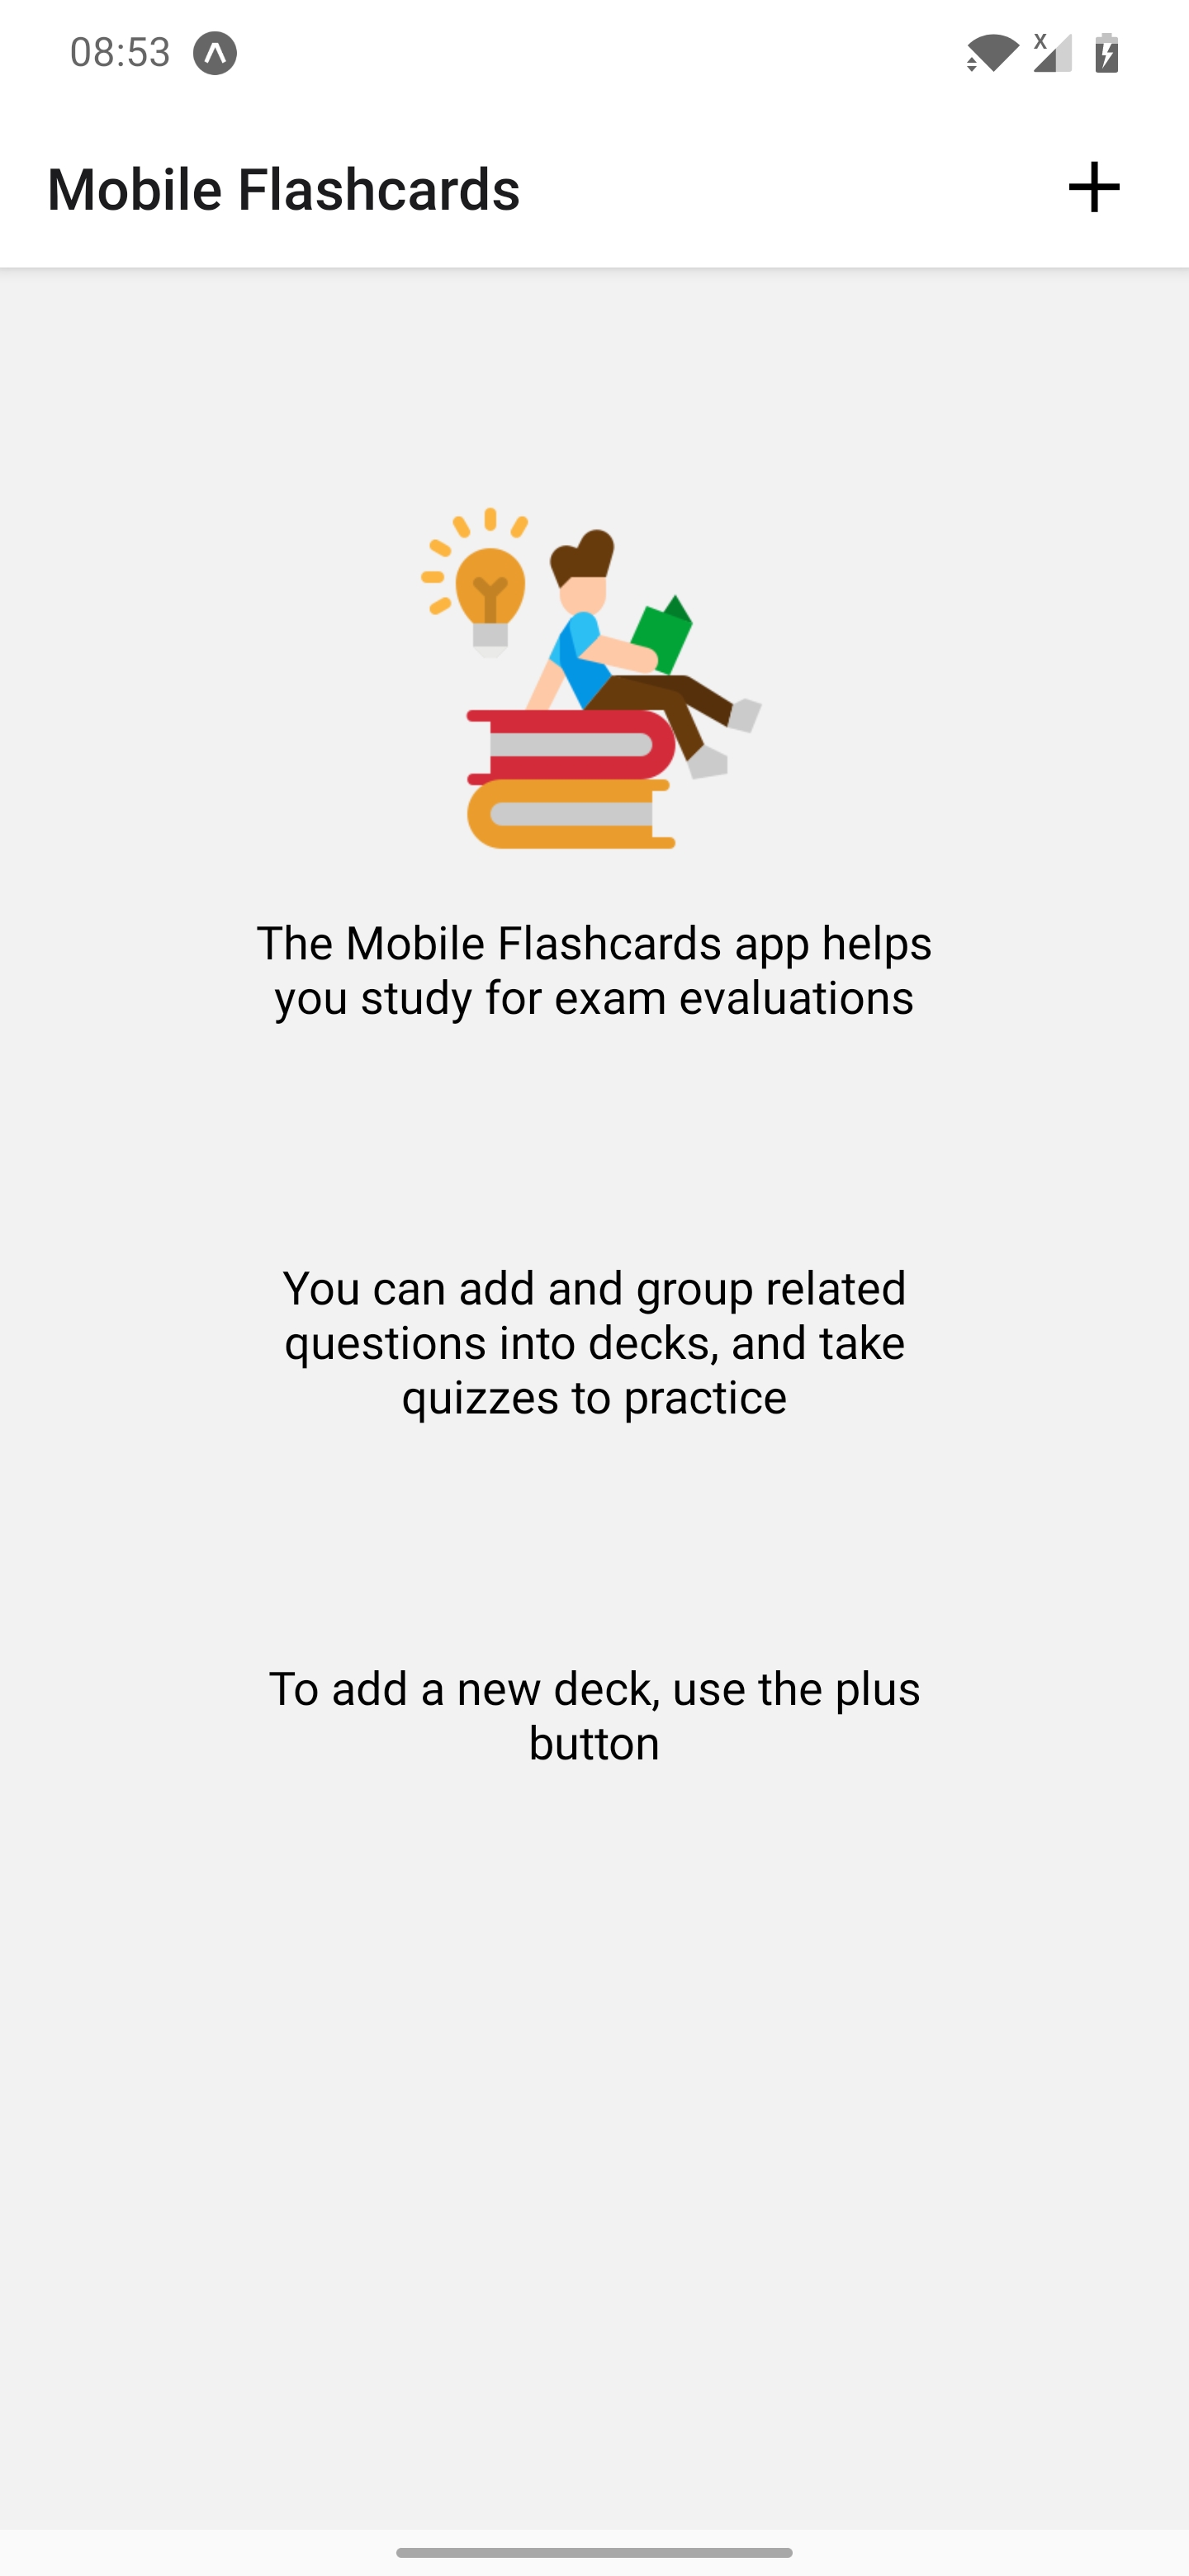 08:53
Mobile Flashcards
The Mobile Flashcards app helps
you study for exam evaluations
You can add and group related
questions into decks, and take
quizzes to practice
To add a new deck, use the plus
button